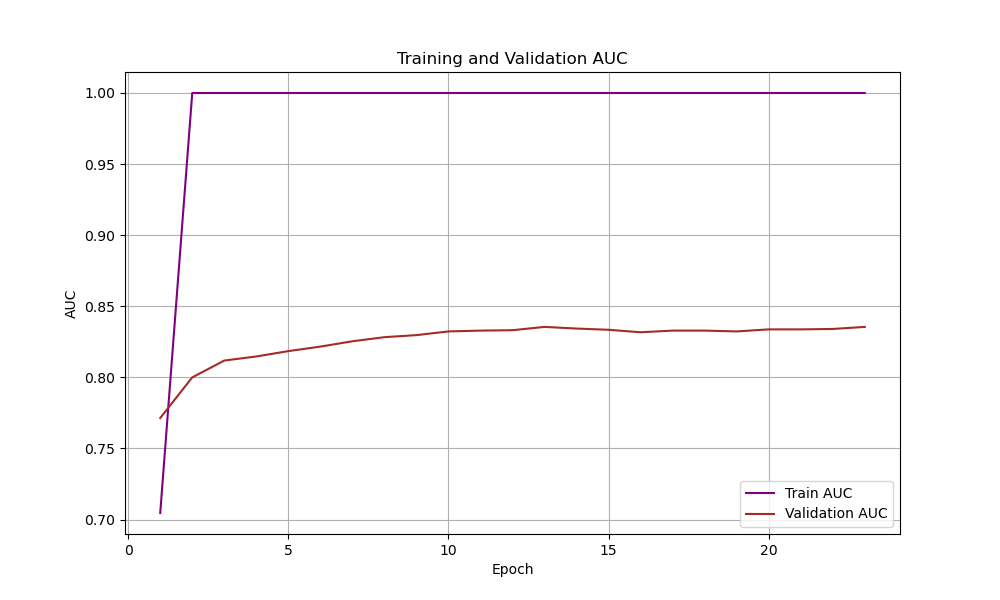 Training and Validation AUC
AUC
1.00
0.95
0.90
0.85
0.80
0.75
0.70
0 5 10 15 20
Epoch
Train AUC
Validation AUC